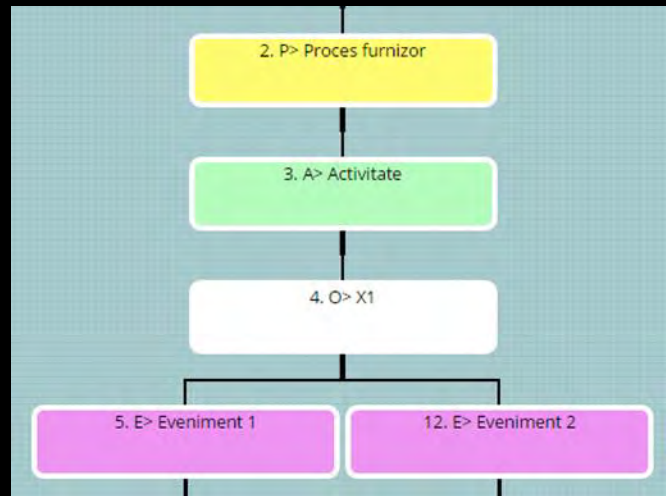 2. P> Proces furnizor
3. A> Activitate
4. O> X1
5. E> Eveniment 1
12. E> Eveniment 2